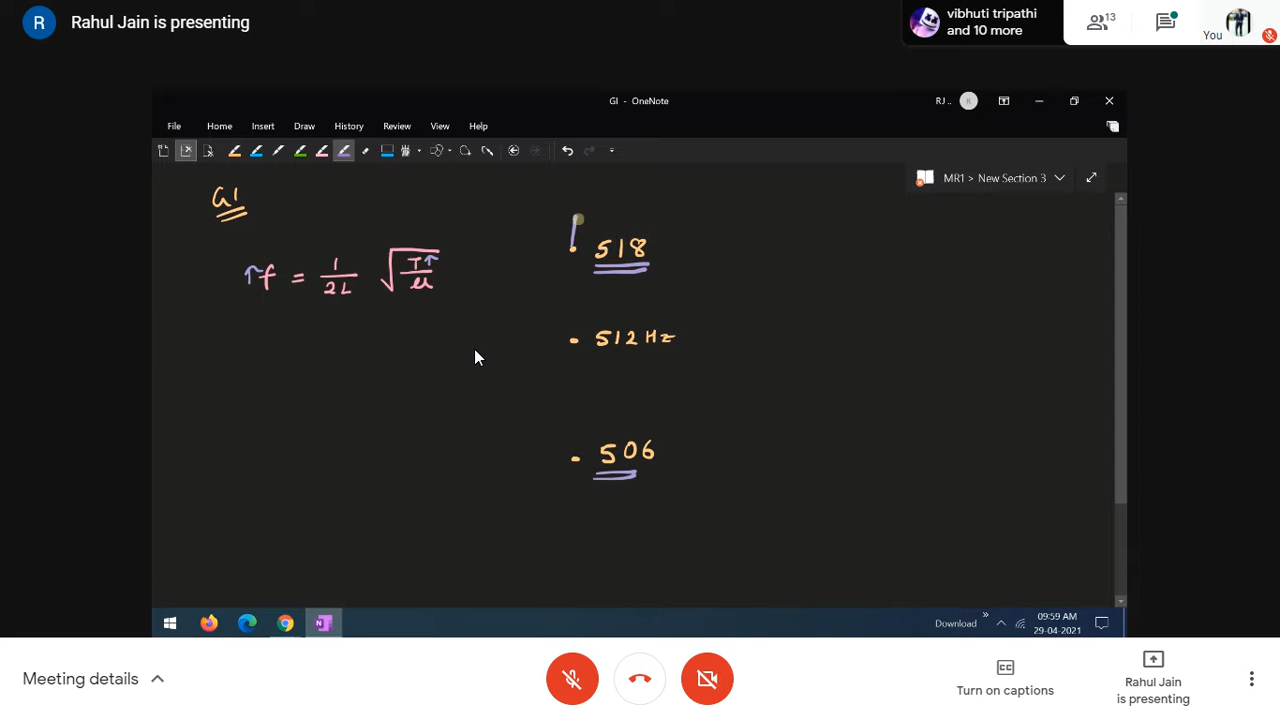 R Rahul Jain is presenting
vibhuti tripathi
and 10 more
13
You
GI - OneNote
RJ ..
File Home Insert Draw History Review View Help
MR1 > New Section 3
G1
↑f = 1/2L √(T↑/μ)
518
512 Hz
506
Download
»
09:59 AM
29-04-2021
Meeting details
CC
Turn on captions
Rahul Jain
is presenting